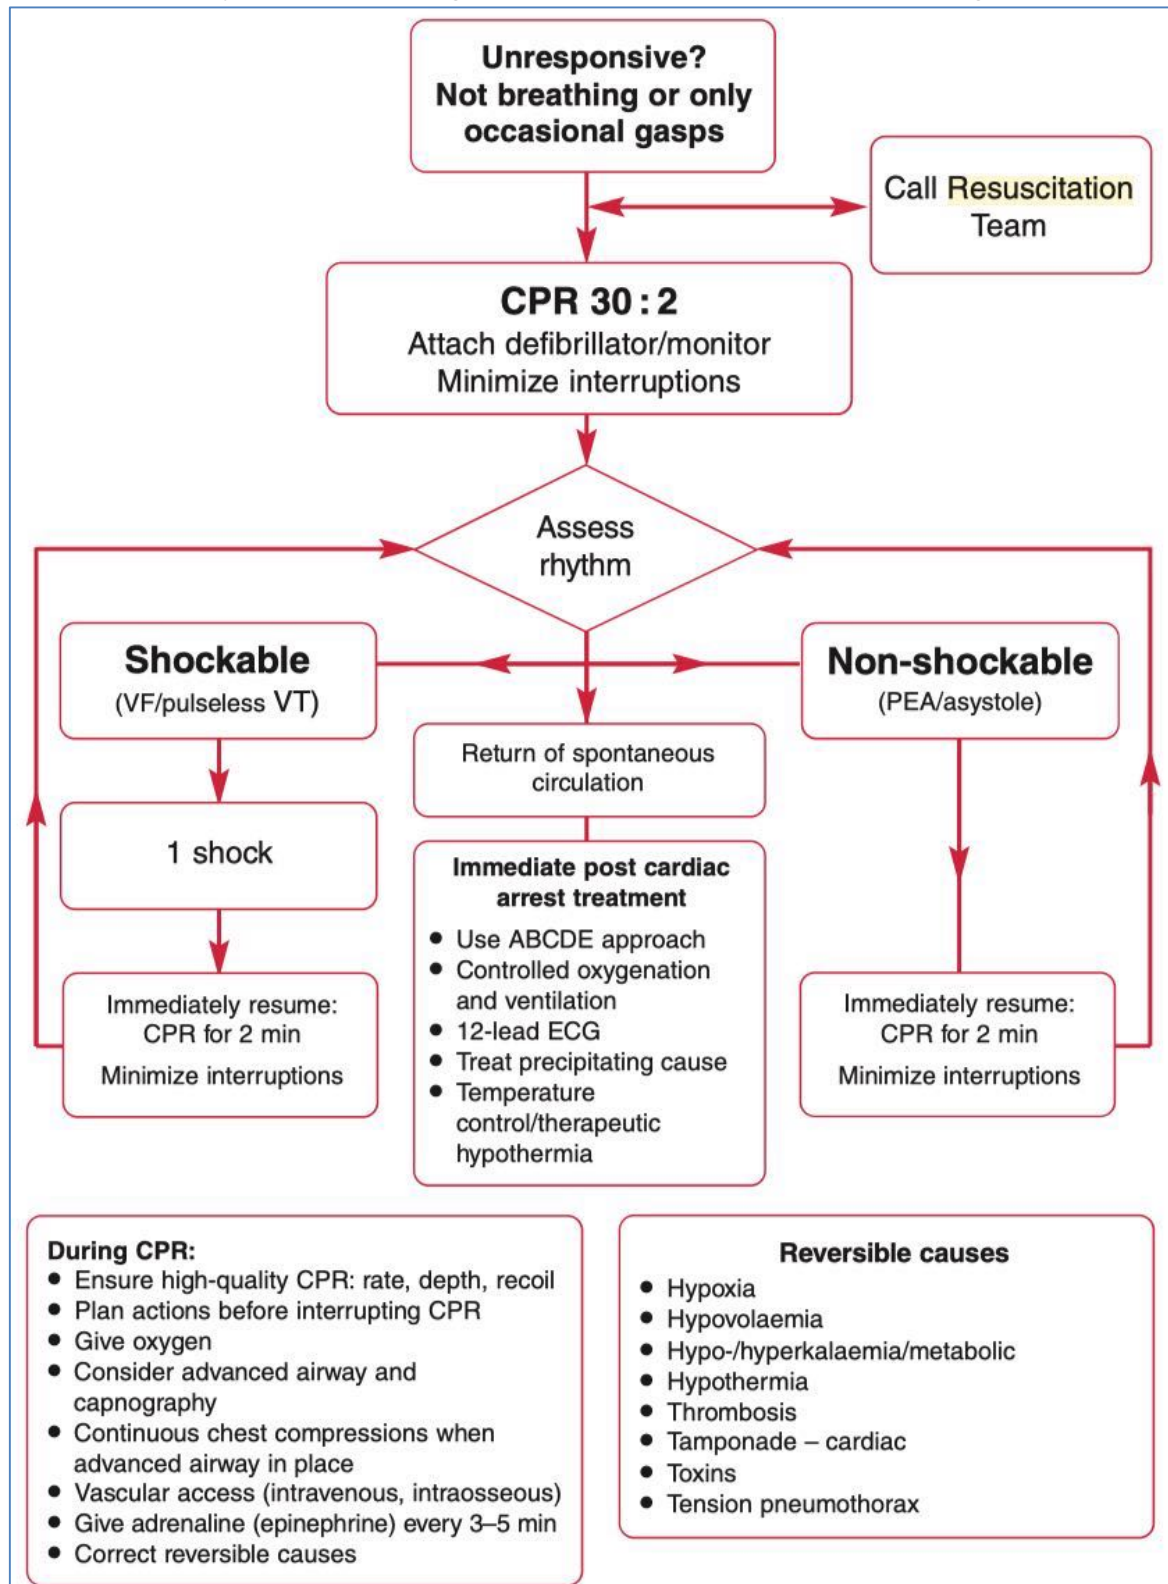 Unresponsive?
Not breathing or only
occasional gasps
Call Resuscitation
Team
CPR 30 : 2
Attach defibrillator/monitor
Minimize interruptions
Assess
rhythm
Shockable
(VF/pulseless VT)
Non-shockable
(PEA/asystole)
Return of spontaneous
circulation
1 shock
Immediate post cardiac
arrest treatment
● Use ABCDE approach
● Controlled oxygenation
and ventilation
● 12-lead ECG
● Treat precipitating cause
● Temperature
control/therapeutic
hypothermia
Immediately resume:
CPR for 2 min
Minimize interruptions
Immediately resume:
CPR for 2 min
Minimize interruptions
During CPR:
● Ensure high-quality CPR: rate, depth, recoil
● Plan actions before interrupting CPR
● Give oxygen
● Consider advanced airway and
capnography
● Continuous chest compressions when
advanced airway in place
● Vascular access (intravenous, intraosseous)
● Give adrenaline (epinephrine) every 3–5 min
● Correct reversible causes
Reversible causes
● Hypoxia
● Hypovolaemia
● Hypo-/hyperkalaemia/metabolic
● Hypothermia
● Thrombosis
● Tamponade – cardiac
● Toxins
● Tension pneumothorax